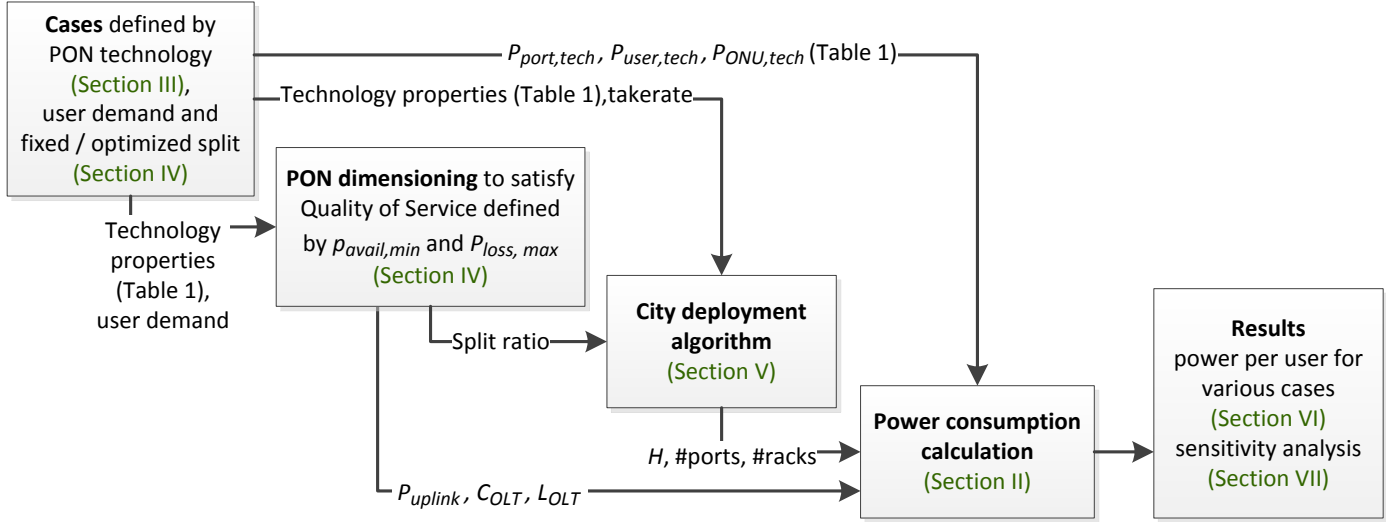 Cases defined by
PON technology
(Section III),
user demand and
fixed / optimized split
(Section IV)
P_port,tech , P_user,tech , P_ONU,tech (Table 1)
Technology properties (Table 1),takerate
Technology
properties
(Table 1),
user demand
PON dimensioning to satisfy
Quality of Service defined
by p_avail,min and P_loss, max
(Section IV)
Split ratio
City deployment
algorithm
(Section V)
H, #ports, #racks
P_uplink , C_OLT , L_OLT
Power consumption
calculation
(Section II)
Results
power per user for
various cases
(Section VI)
sensitivity analysis
(Section VII)